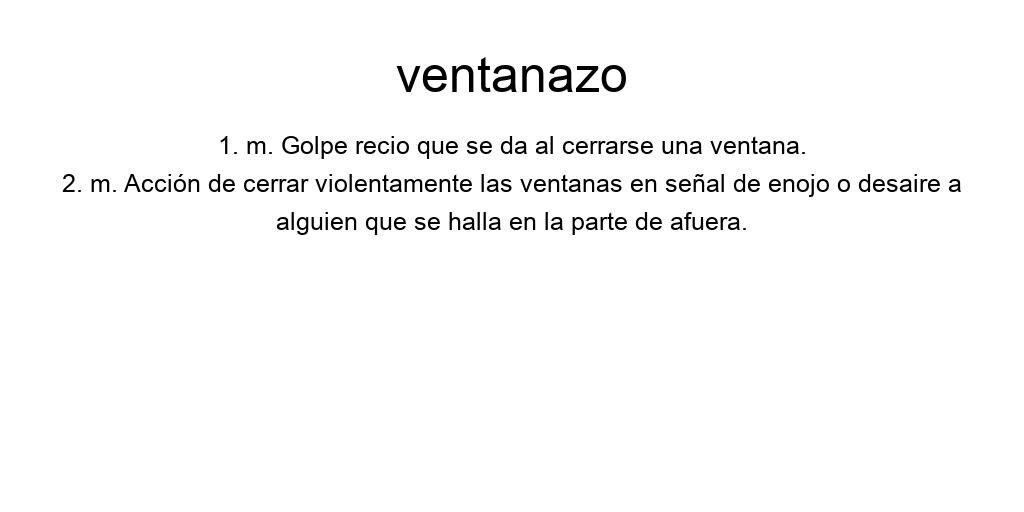 ventanazo
1. m. Golpe recio que se da al cerrarse una ventana.
2. m. Acción de cerrar violentamente las ventanas en señal de enojo o desaire a
alguien que se halla en la parte de afuera.